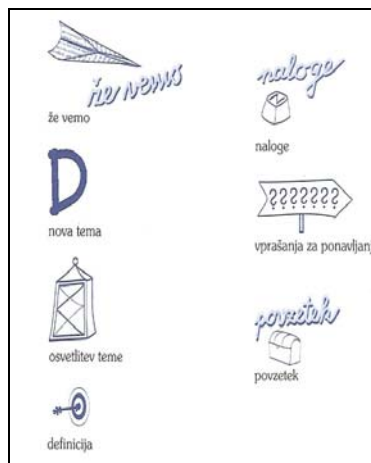 že vemo
že vemo
D
nova tema
osvetlitev teme
definicija
naloge
naloge
???????
vprašanja za ponavljanj
povzetek
povzetek